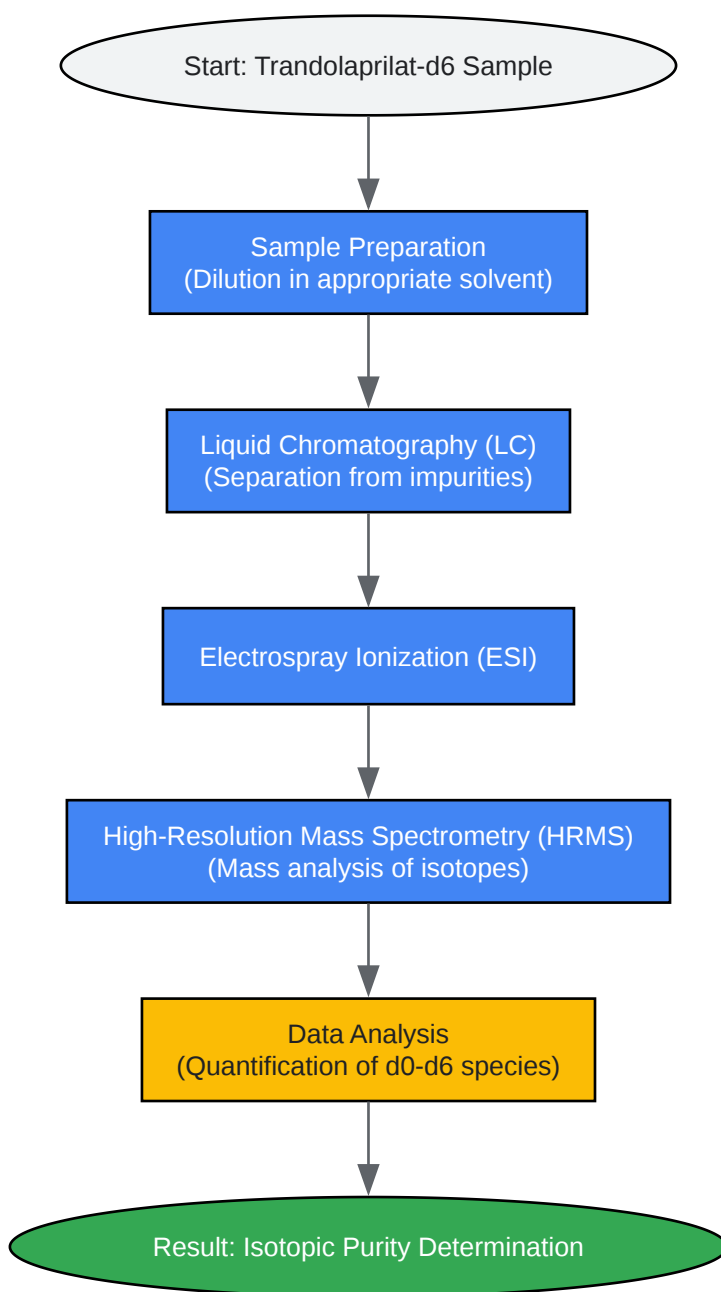 Start: Trandolaprilat-d6 Sample
Sample Preparation
(Dilution in appropriate solvent)
Liquid Chromatography (LC)
(Separation from impurities)
Electrospray Ionization (ESI)
High-Resolution Mass Spectrometry (HRMS)
(Mass analysis of isotopes)
Data Analysis
(Quantification of d0-d6 species)
Result: Isotopic Purity Determination